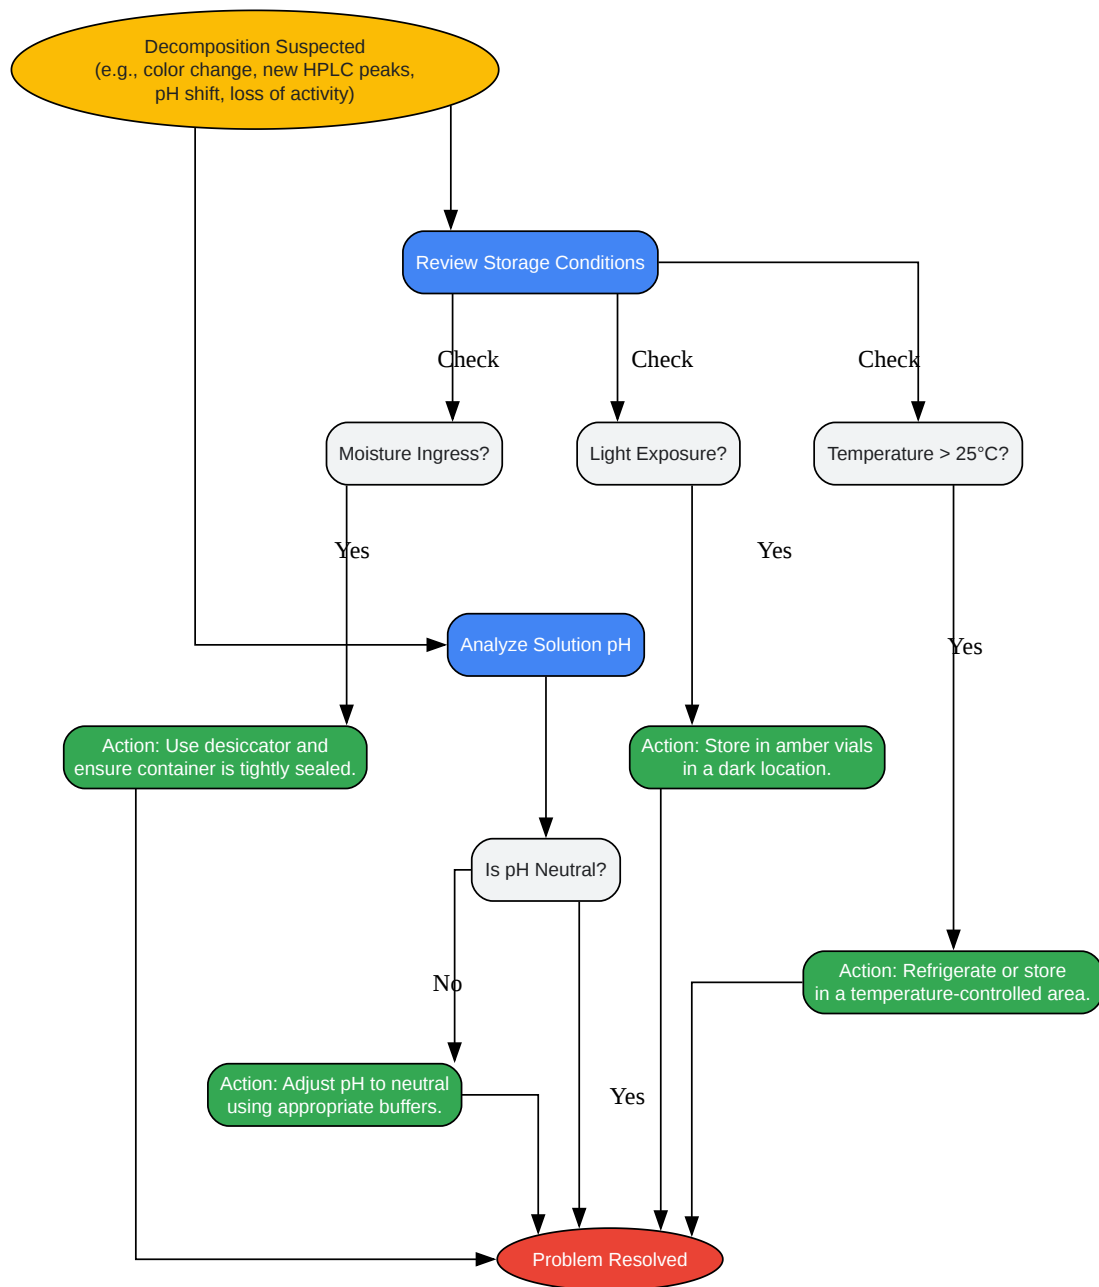 Decomposition Suspected
(e.g., color change, new HPLC peaks,
pH shift, loss of activity)
Review Storage Conditions
Check
Check
Check
Moisture Ingress?
Light Exposure?
Temperature > 25°C?
Yes
Yes
Yes
Analyze Solution pH
Action: Use desiccator and
ensure container is tightly sealed.
Action: Store in amber vials
in a dark location.
Is pH Neutral?
No
Action: Refrigerate or store
in a temperature-controlled area.
Action: Adjust pH to neutral
using appropriate buffers.
Yes
Problem Resolved